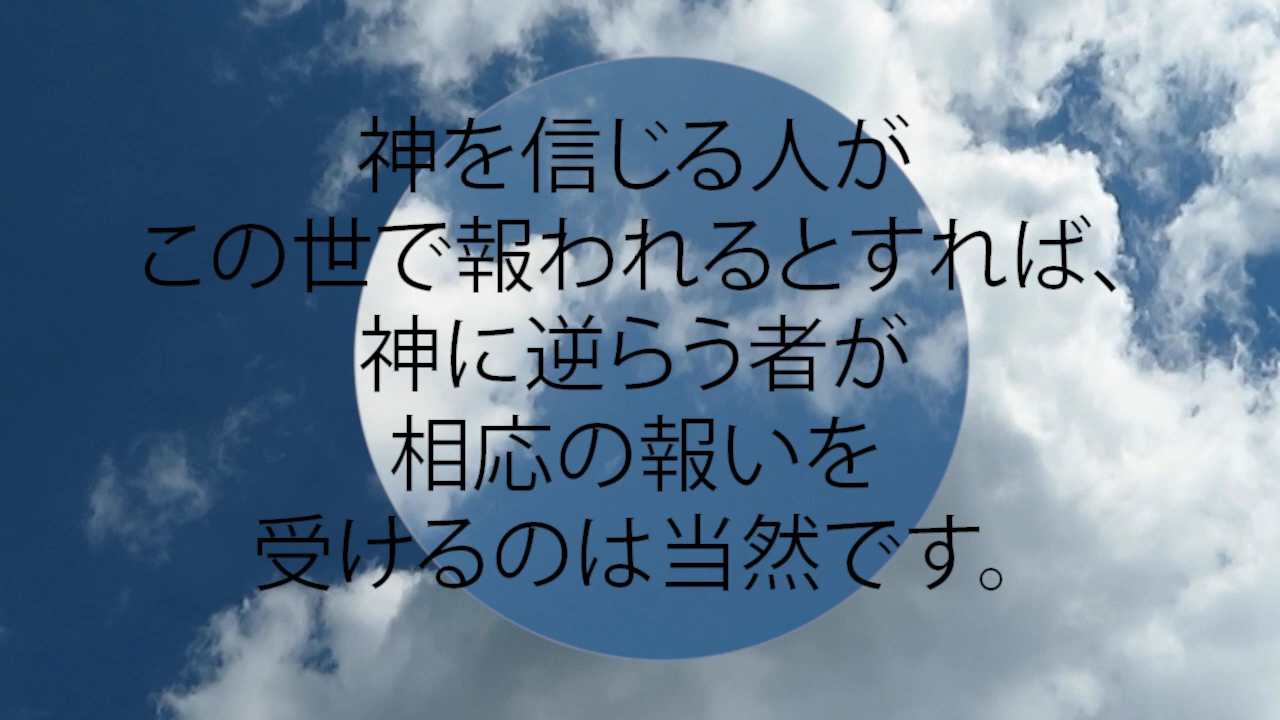 神を信じる人が
この世で報われるとすれば、
神に逆らう者が
相応の報いを
受けるのは当然です。